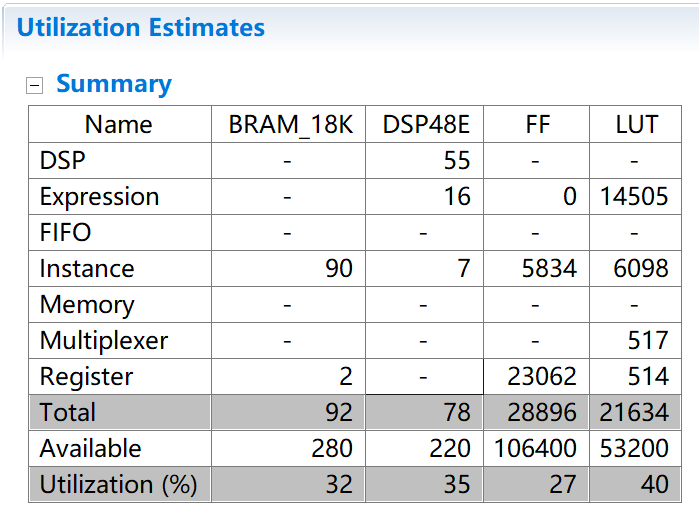 Utilization Estimates
Summary
Name BRAM_18K DSP48E FF LUT
DSP - 55 - -
Expression - 16 0 14505
FIFO - - - -
Instance 90 7 5834 6098
Memory - - - -
Multiplexer - - - 517
Register 2 - 23062 514
Total 92 78 28896 21634
Available 280 220 106400 53200
Utilization (%) 32 35 27 40